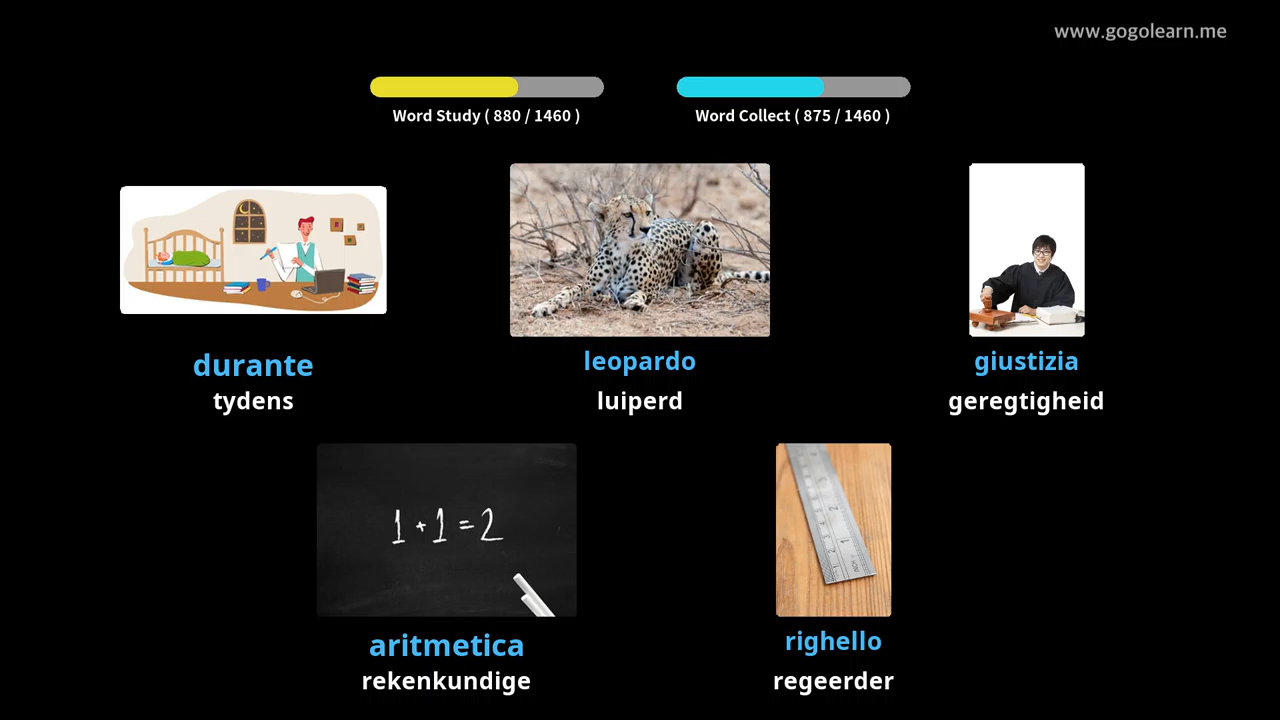 www.gogolearn.me
Word Study ( 880 / 1460 )
Word Collect ( 875 / 1460 )
durante
tydens
leopardo
luiperd
giustizia
geregtigheid
1 + 1 = 2
aritmetica
rekenkundige
righello
regeerder